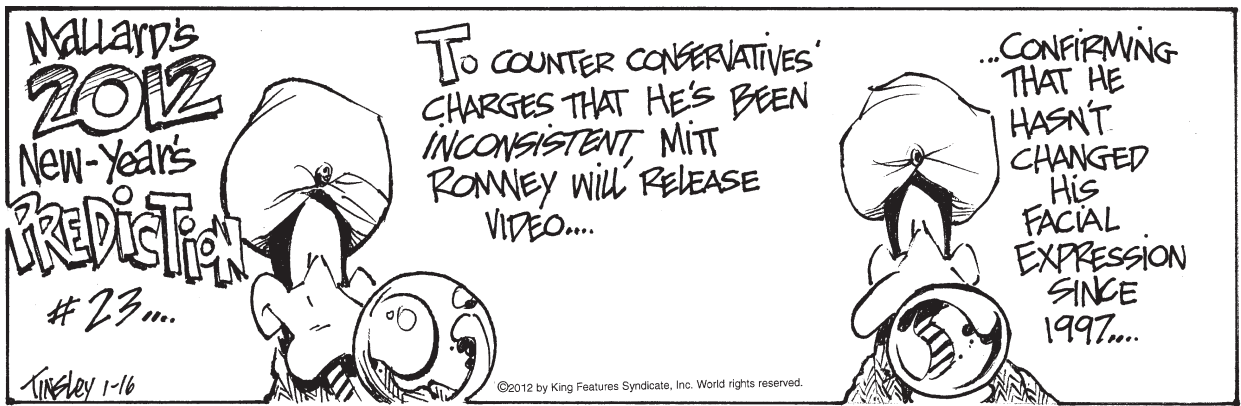 Mallard's
2012
New-Year's
PREDICTION
# 23....
TO COUNTER CONSERVATIVES'
CHARGES THAT HE'S BEEN
INCONSISTENT, MITT
ROMNEY WILL RELEASE
VIDEO....
...CONFIRMING
THAT HE
HASN'T
CHANGED
HIS
FACIAL
EXPRESSION
SINCE
1997....
TINSLEY 1-16
©2012 by King Features Syndicate, Inc. World rights reserved.